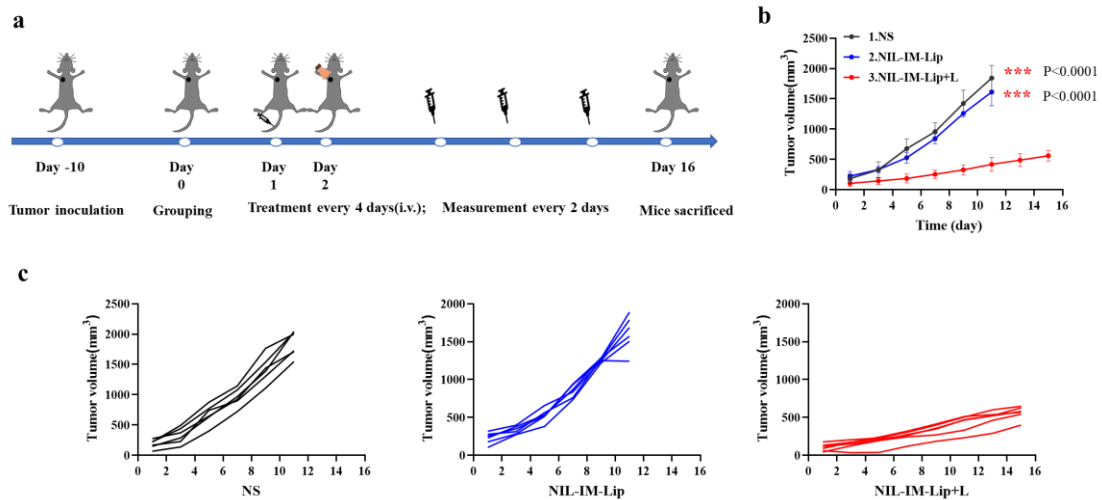 a
Day -10
Day
0
Day
1
Day
2
Day 16
Tumor inoculation
Grouping
Treatment every 4 days(i.v.);
Measurement every 2 days
Mice sacrificed
b
Tumor volume(mm³)
2500
2000
1500
1000
500
0
1.NS
2.NIL-IM-Lip
3.NIL-IM-Lip+L
*** P<0.0001
*** P<0.0001
0 2 4 6 8 10 12 14 16
Time (day)
c
Tumor volume(mm³)
2500
2000
1500
1000
500
0
0 2 4 6 8 10 12 14 16
NS
Tumor volume(mm³)
2000
1500
1000
500
0
0 2 4 6 8 10 12 14 16
NIL-IM-Lip
Tumor volume(mm³)
2000
1500
1000
500
0
0 2 4 6 8 10 12 14 16
NIL-IM-Lip+L